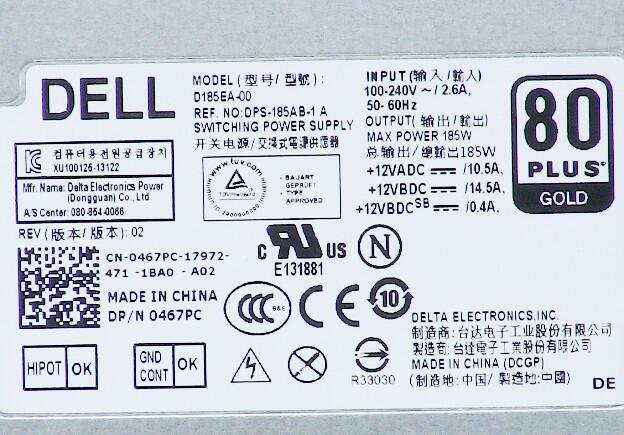 DELL
MODEL (型号/ 型號):
D185EA-00
REF. NO.: DPS-185AB-1 A
SWITCHING POWER SUPPLY
开关电源/交換式電源供應器
INPUT (输入/輸入)
100-240V ~/ 2.6A,
50- 60Hz
OUTPUT (输出/輸出)
MAX POWER 185W
总输出/總輸出185W
+12VADC /10.5A,
+12VBDC /14.5A,
+12VBDCSB /0.4A,
80
PLUS
GOLD
컴퓨터용전원공급장치
XU100126-13122
Mfr. Name: Delta Electronics Power
(Dongguan) Co., Ltd.
A/S Center: 080-854-0066
www.tuv.com
TÜVRheinland
BAUART
GEPRÜFT
TYPE
APPROVED
REV (版本/ 版本): 02
CN-0467PC-17972-
471 -1BA0 - A02
MADE IN CHINA
DP/N 0467PC
C RU US
E131881
N
CCC S&E
CE
10
HIPOT OK
GND
CONT OK
R33030
DELTA ELECTRONICS,INC.
制造商: 台达电子工业股份有限公司
製造商: 台達電子工業股份有限公司
MADE IN CHINA (DCGP)
(制造地: 中国/ 製造地:中國)
DE